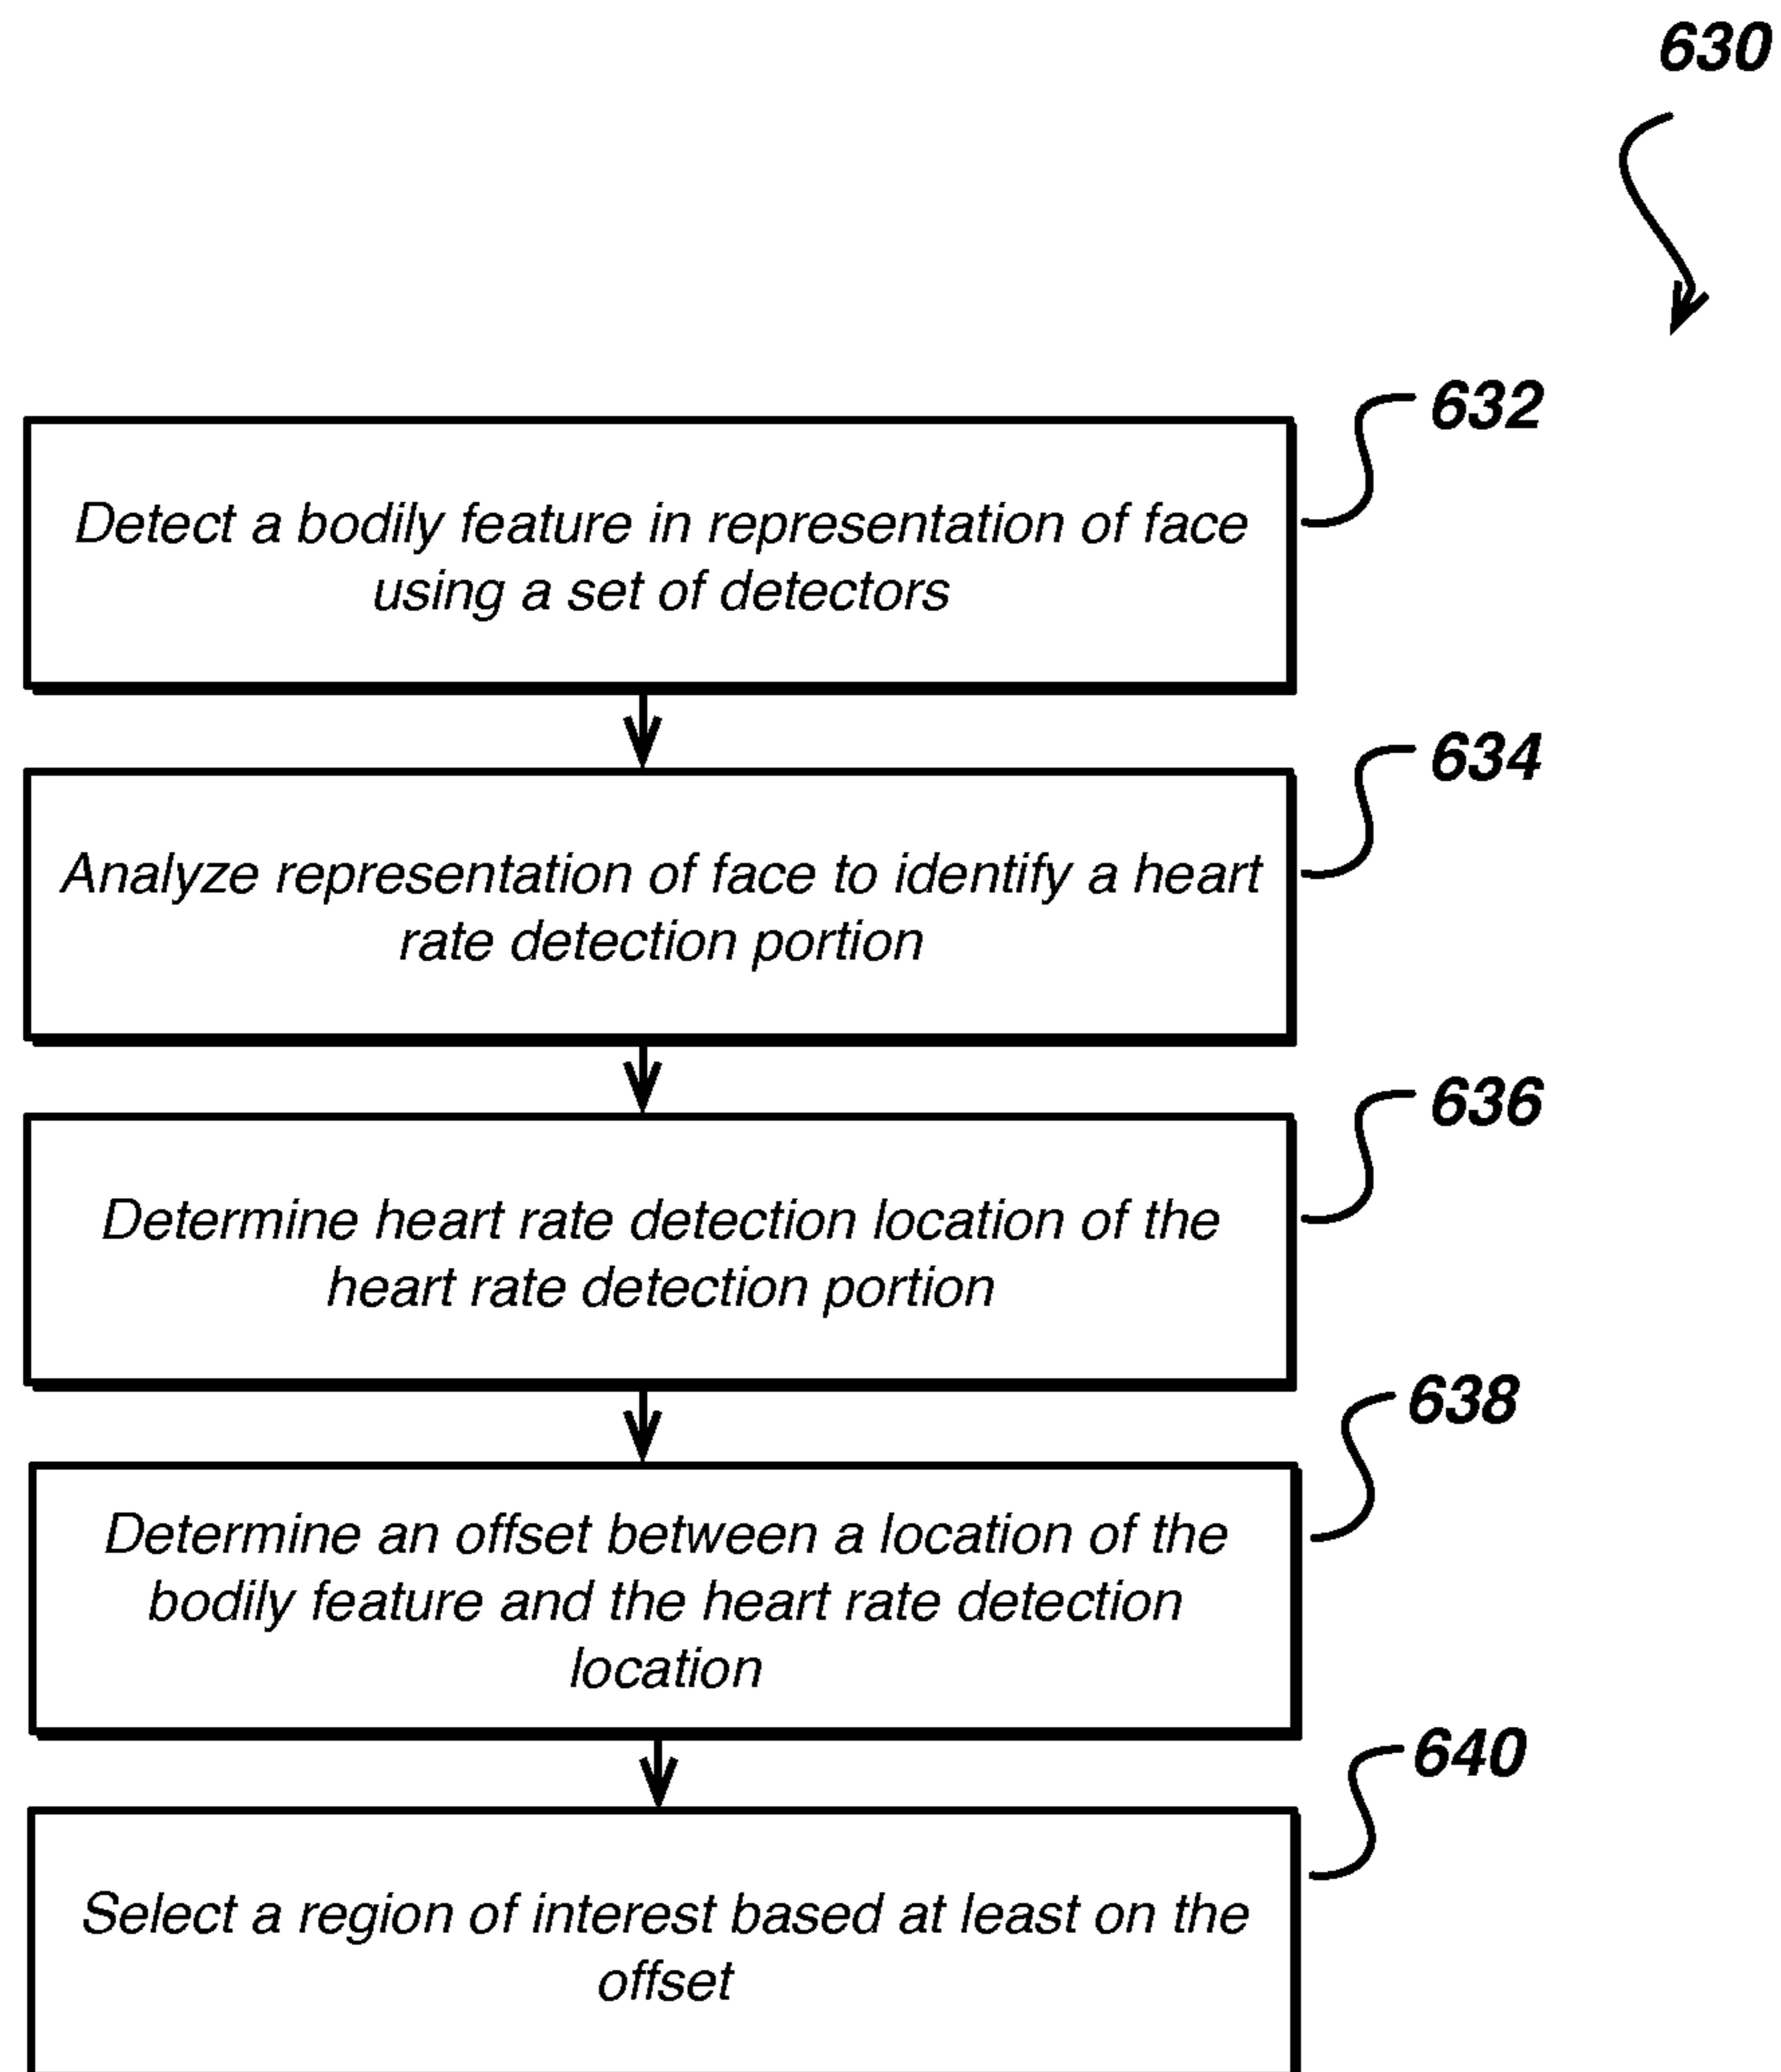 630
632
Detect a bodily feature in representation of face
using a set of detectors
634
Analyze representation of face to identify a heart
rate detection portion
636
Determine heart rate detection location of the
heart rate detection portion
638
Determine an offset between a location of the
bodily feature and the heart rate detection
location
640
Select a region of interest based at least on the
offset